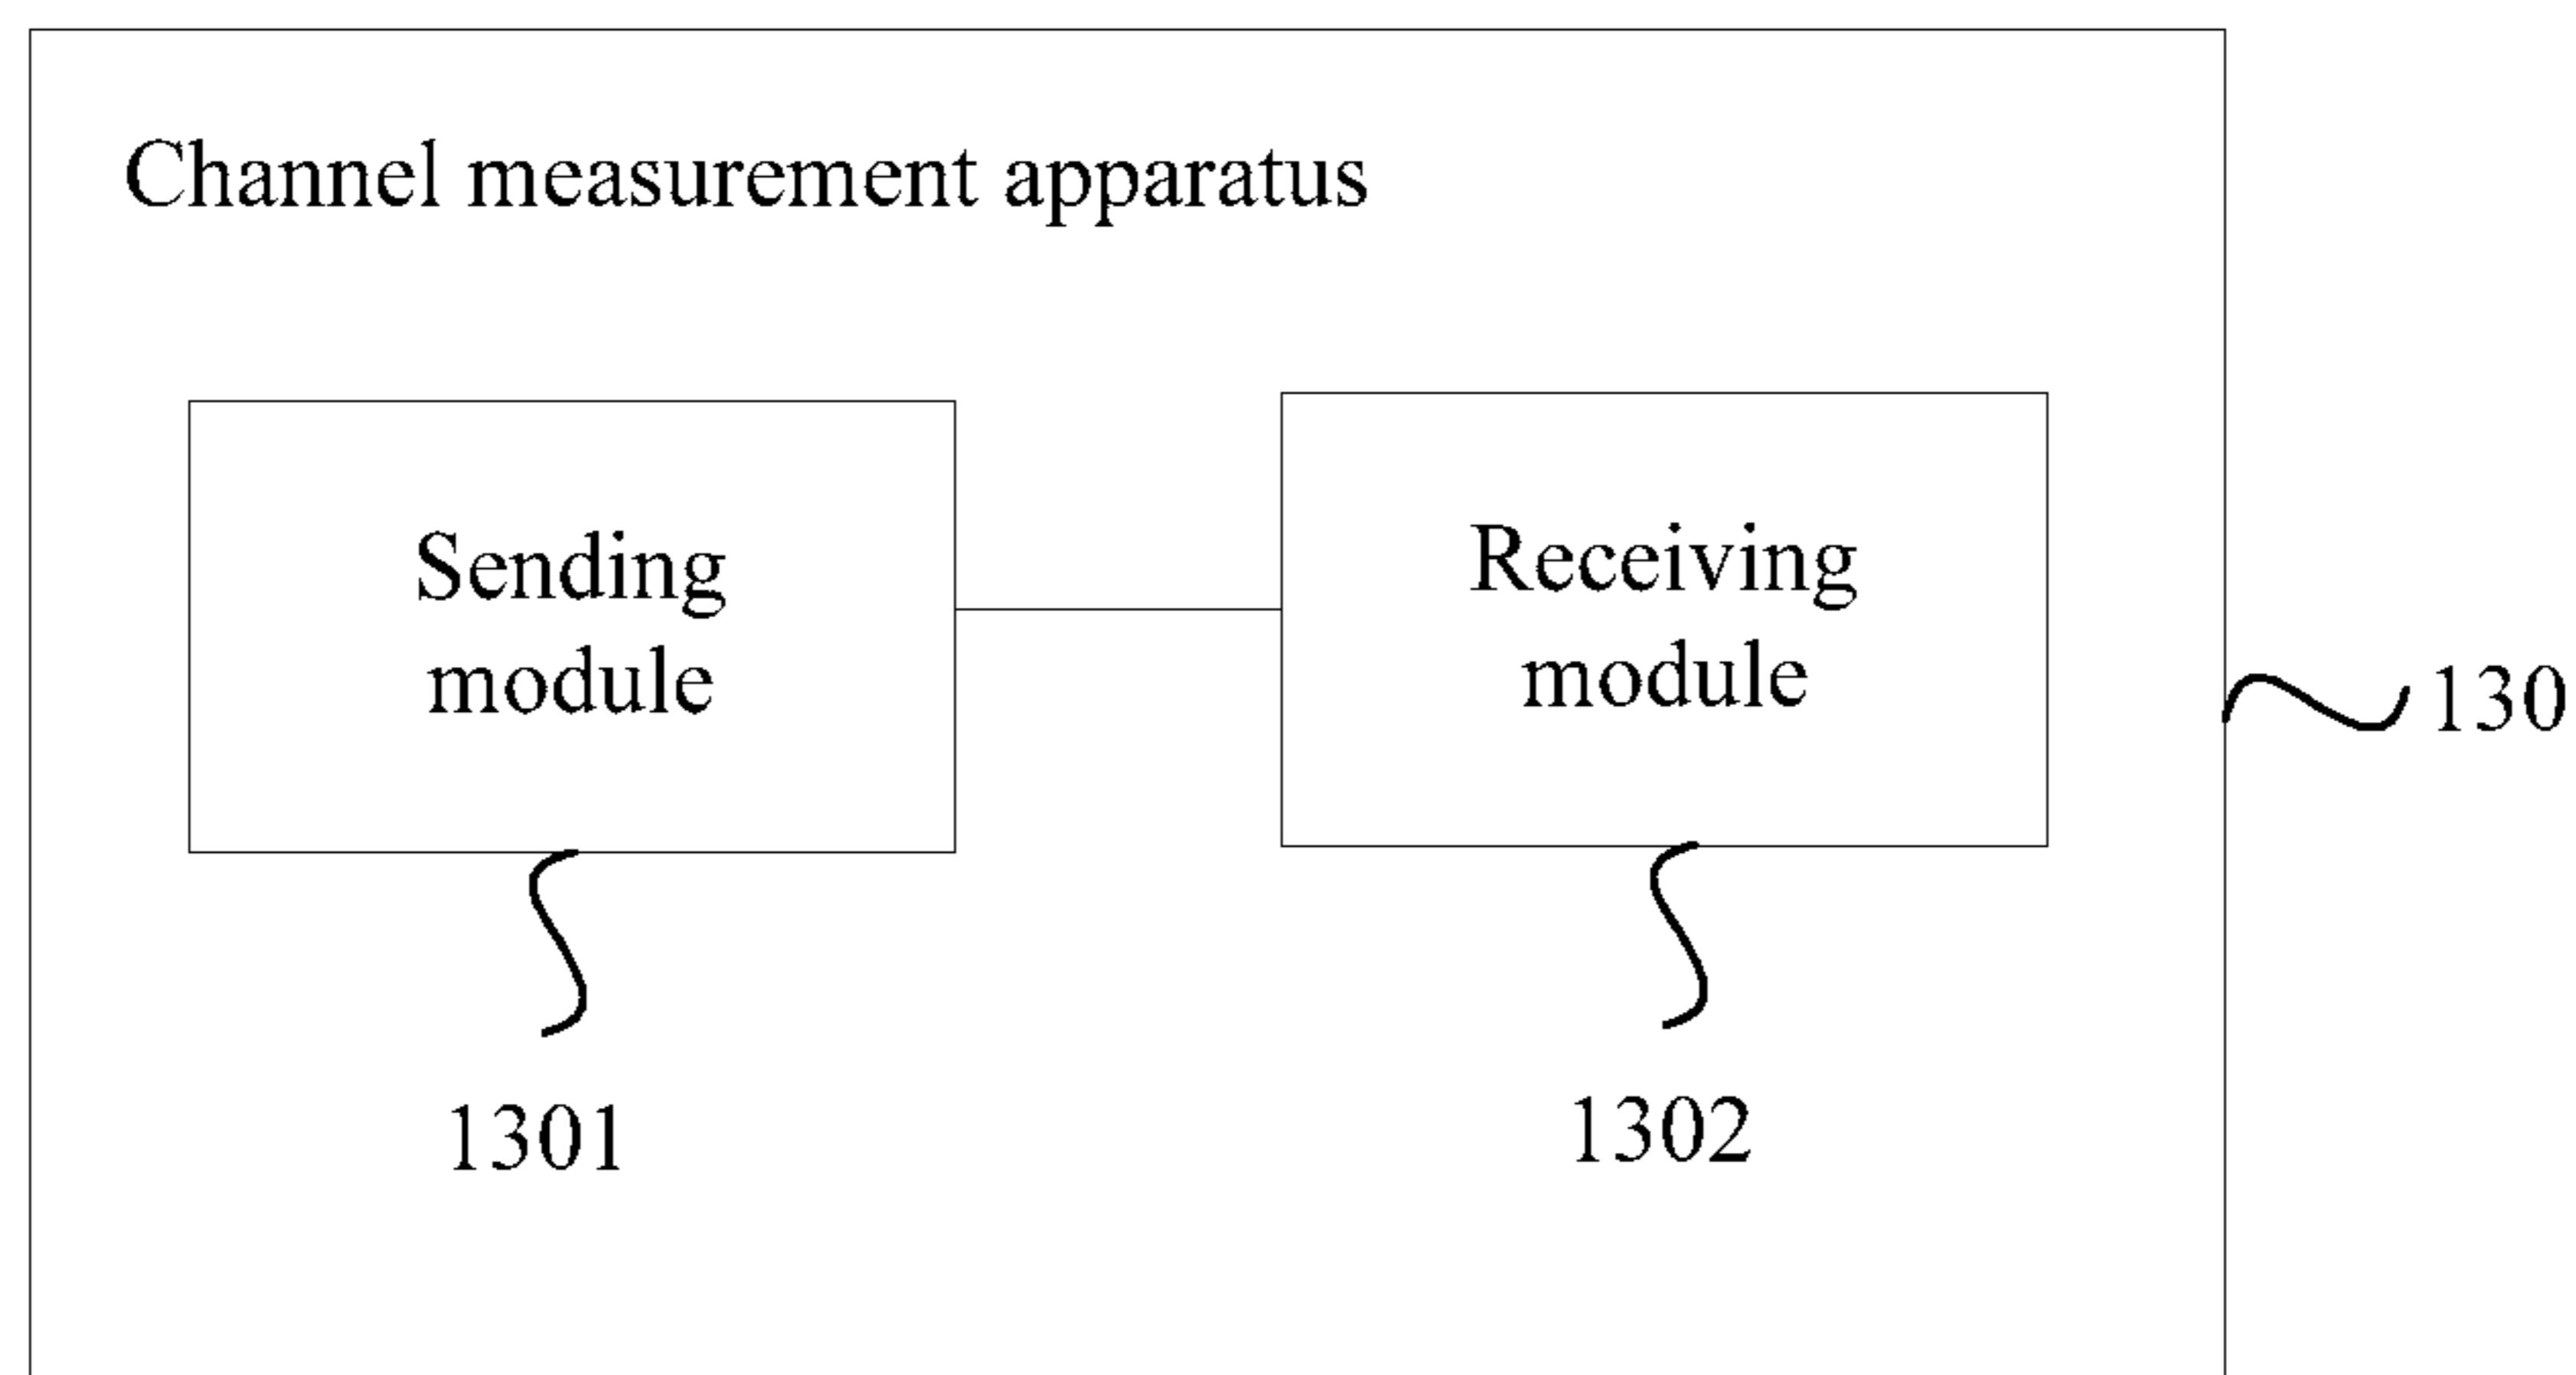 Channel measurement apparatus
Sending
module
Receiving
module
130
1301
1302